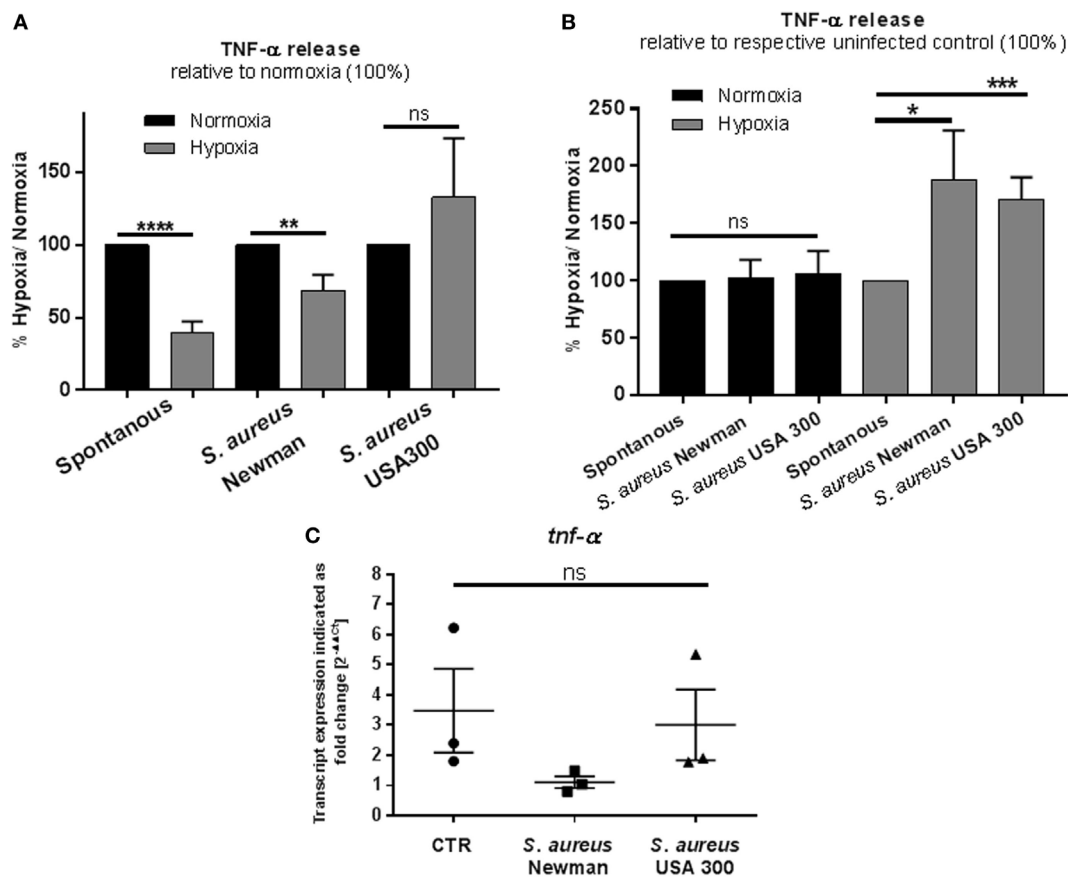 A
TNF-α release
relative to normoxia (100%)
Normoxia
Hypoxia
% Hypoxia/ Normoxia
150
100
50
0
****
**
ns
Spontanous
S. aureus
Newman
S. aureus
USA300
B
TNF-α release
relative to respective uninfected control (100%)
Normoxia
Hypoxia
% Hypoxia/ Normoxia
250
200
150
100
50
0
ns
*
***
Spontanous
S. aureus Newman
S. aureus USA 300
Spontanous
S. aureus Newman
S. aureus USA 300
C
tnf-α
ns
Transcript expression indicated as
fold change [2-▲▲Ct]
8
7
6
5
4
3
2
1
0
CTR
S. aureus
Newman
S. aureus
USA 300